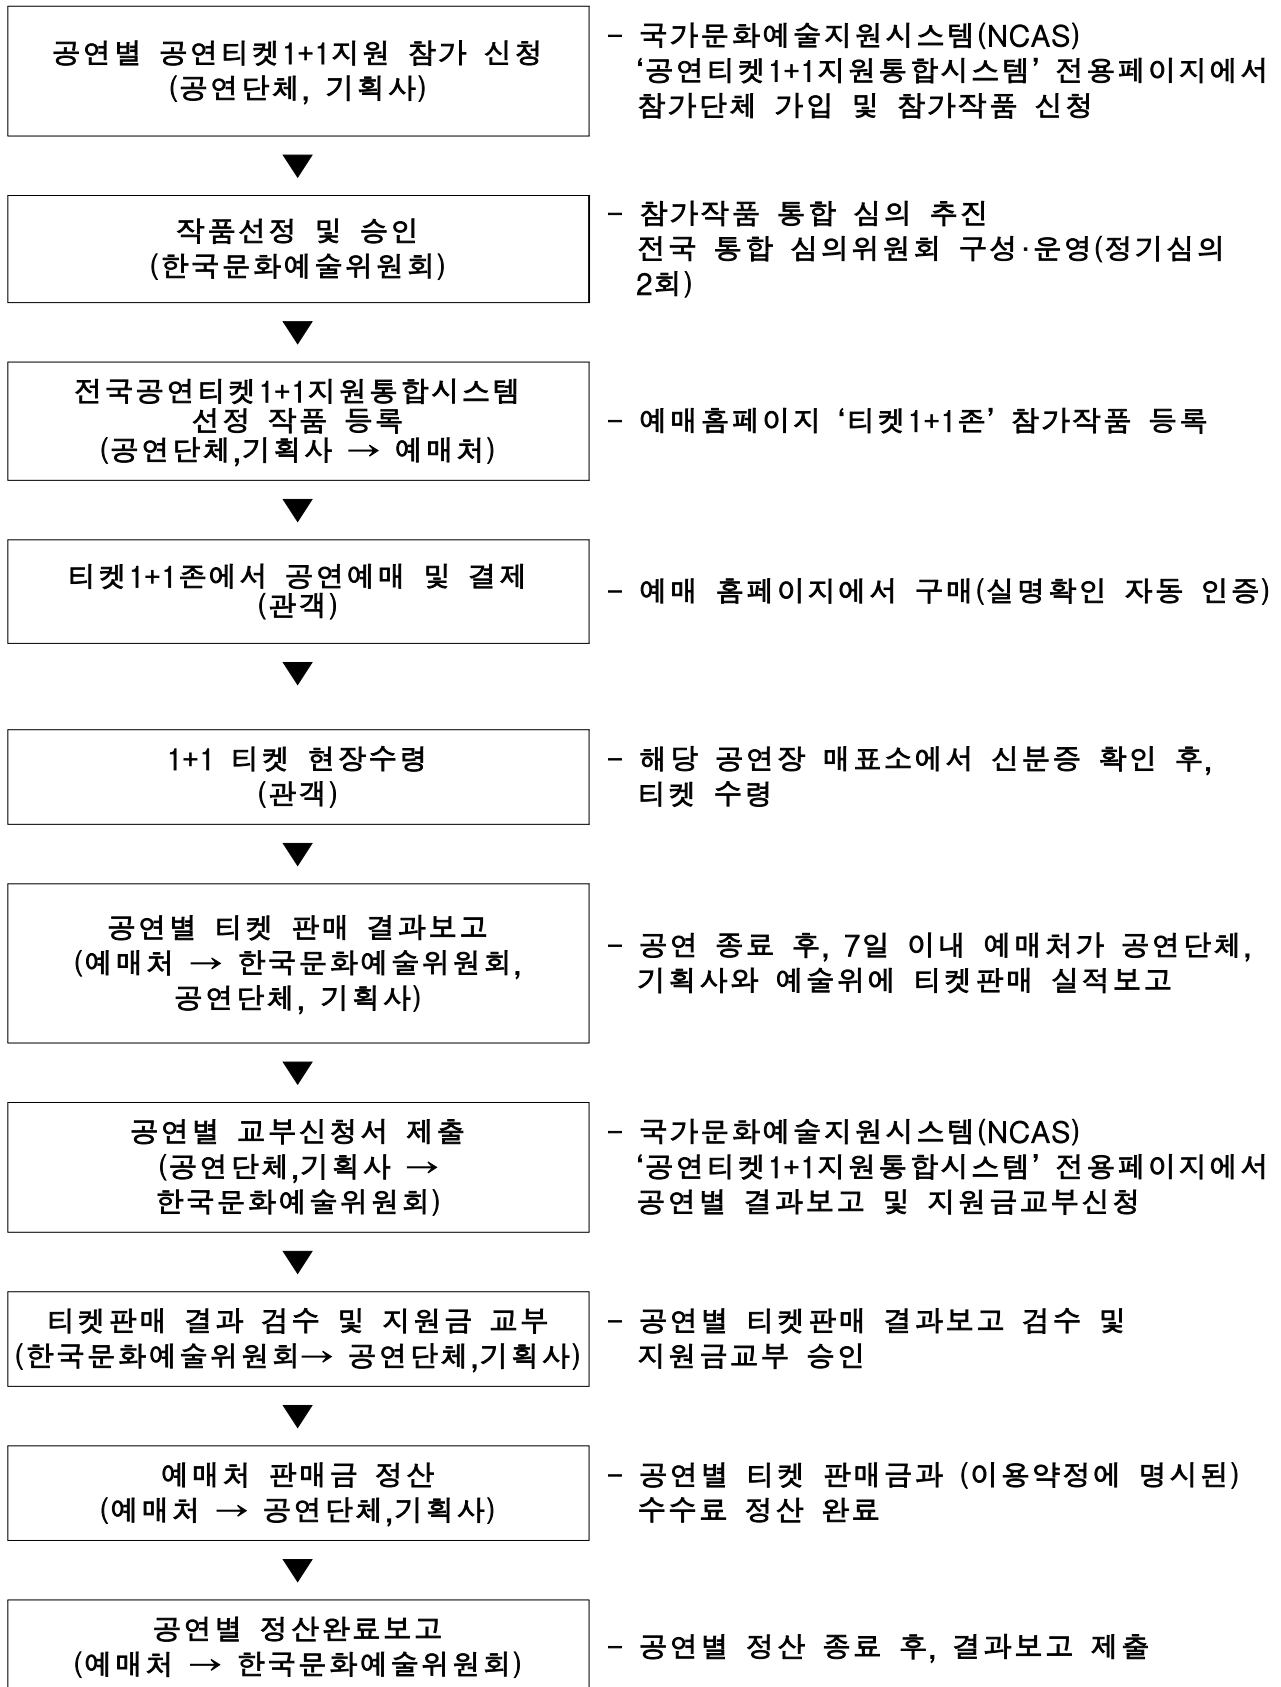 공연별 공연티켓1+1지원 참가 신청
(공연단체, 기획사)
- 국가문화예술지원시스템(NCAS)
‘공연티켓1+1지원통합시스템’ 전용페이지에서
참가단체 가입 및 참가작품 신청
▼
작품선정 및 승인
(한국문화예술위원회)
- 참가작품 통합 심의 추진
전국 통합 심의위원회 구성·운영(정기심의
2회)
▼
전국공연티켓1+1지원통합시스템
선정 작품 등록
(공연단체,기획사 → 예매처)
- 예매홈페이지 ‘티켓1+1존’ 참가작품 등록
▼
티켓1+1존에서 공연예매 및 결제
(관객)
- 예매 홈페이지에서 구매(실명확인 자동 인증)
▼
1+1 티켓 현장수령
(관객)
- 해당 공연장 매표소에서 신분증 확인 후,
티켓 수령
▼
공연별 티켓 판매 결과보고
(예매처 → 한국문화예술위원회,
공연단체, 기획사)
- 공연 종료 후, 7일 이내 예매처가 공연단체,
기획사와 예술위에 티켓판매 실적보고
▼
공연별 교부신청서 제출
(공연단체,기획사 →
한국문화예술위원회)
- 국가문화예술지원시스템(NCAS)
‘공연티켓1+1지원통합시스템’ 전용페이지에서
공연별 결과보고 및 지원금교부신청
▼
티켓판매 결과 검수 및 지원금 교부
(한국문화예술위원회→ 공연단체,기획사)
- 공연별 티켓판매 결과보고 검수 및
지원금교부 승인
▼
예매처 판매금 정산
(예매처 → 공연단체,기획사)
- 공연별 티켓 판매금과 (이용약정에 명시된)
수수료 정산 완료
▼
공연별 정산완료보고
(예매처 → 한국문화예술위원회)
- 공연별 정산 종료 후, 결과보고 제출